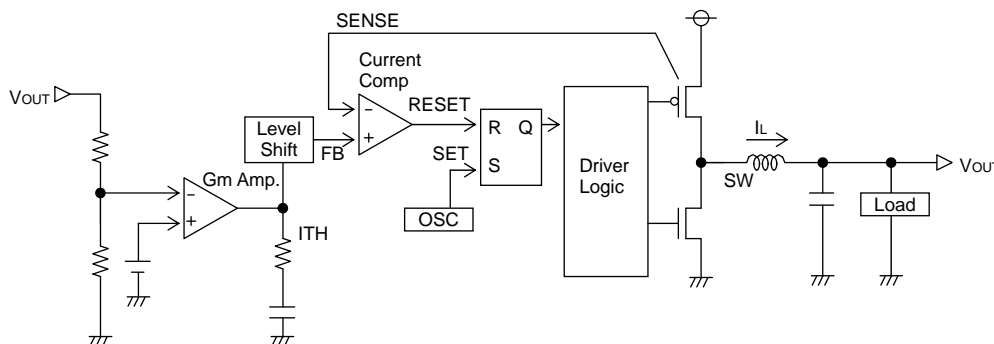 SENSE
Current
Comp
VOUT
RESET
Level
Shift
FB
R Q
S
SET
OSC
Gm Amp.
ITH
Driver
Logic
IL
SW
VOUT
Load
-
+
-
+